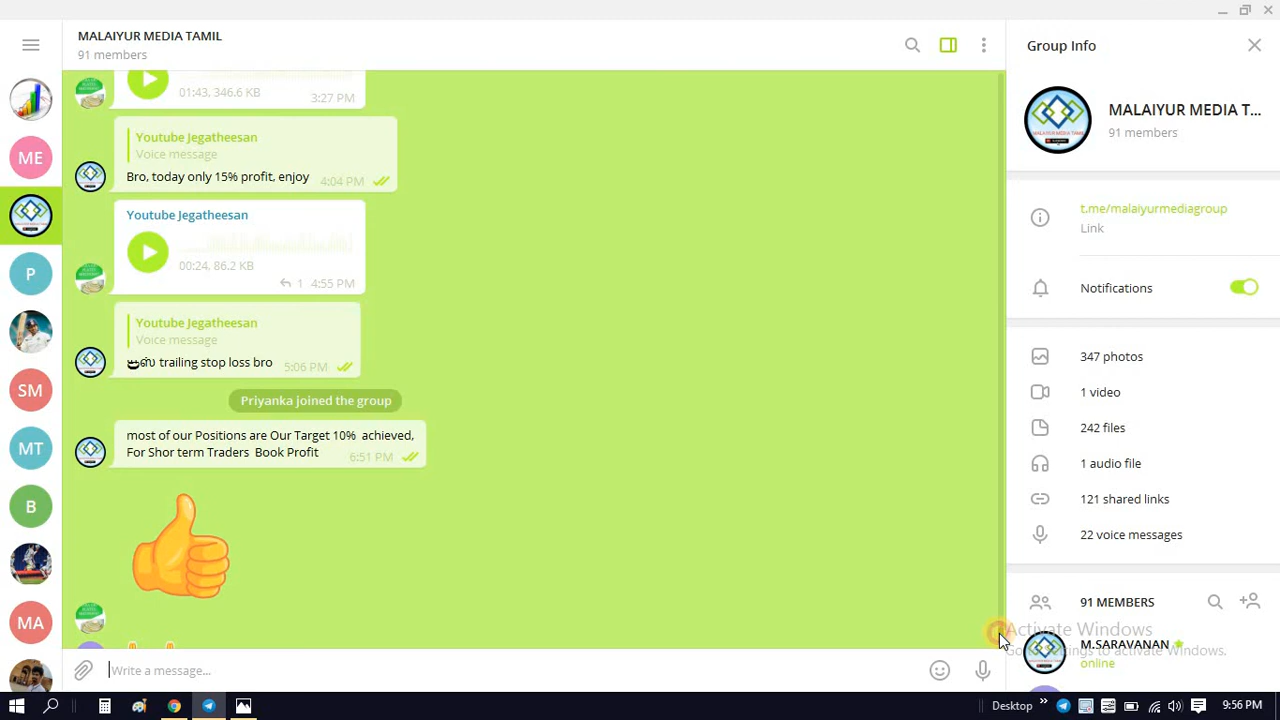 MALAIYUR MEDIA TAMIL
91 members
01:43, 346.6 KB
3:27 PM
Youtube Jegatheesan
Voice message
Bro, today only 15% profit, enjoy 4:04 PM
Youtube Jegatheesan
00:24, 86.2 KB
1 4:55 PM
Youtube Jegatheesan
Voice message
trailing stop loss bro 5:06 PM
Priyanka joined the group
most of our Positions are Our Target 10% achieved,
For Shor term Traders Book Profit 6:51 PM
Write a message...
ME
P
SM
MT
B
MA
Group Info
MALAIYUR MEDIA T...
91 members
t.me/malaiyurmediagroup
Link
Notifications
347 photos
1 video
242 files
1 audio file
121 shared links
22 voice messages
91 MEMBERS
Activate Windows
M.SARAVANAN
Go to Settings to activate Windows.
online
Desktop
9:56 PM